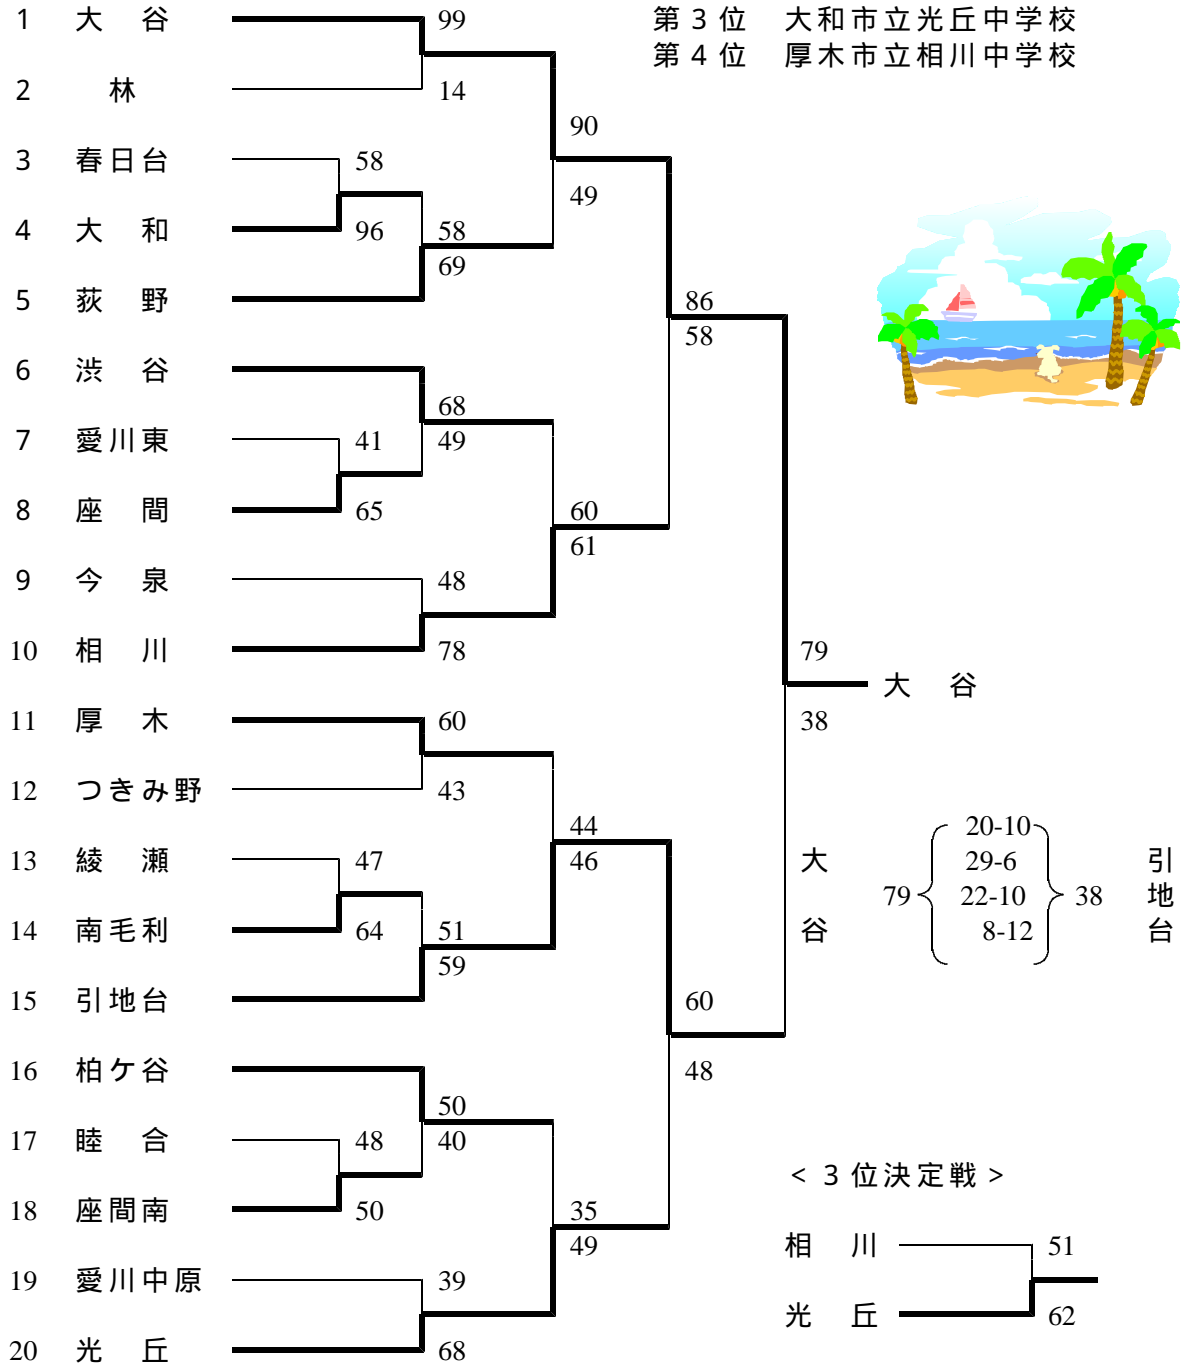 1 大 谷 99
第３位 大和市立光丘中学校
第４位 厚木市立相川中学校
2 林 14
90
3 春日台 58
49
4 大 和 96 58
69
5 荻 野
86
58
6 渋 谷
68
7 愛川東 41 49
8 座 間 65 60
61
9 今 泉 48
10 相 川 78 79
大 谷
11 厚 木 60 38
12 つきみ野 43
44
46
13 綾 瀬 47
14 南毛利 64 51
59
15 引地台
大谷 79 20-10 38 引地台
29-6
22-10
8-12
60
16 柏ケ谷 48
50
17 睦 合 48 40
＜３位決定戦＞
18 座間南 50 35
49
相 川 51
19 愛川中原 39
光 丘 62
20 光 丘 68